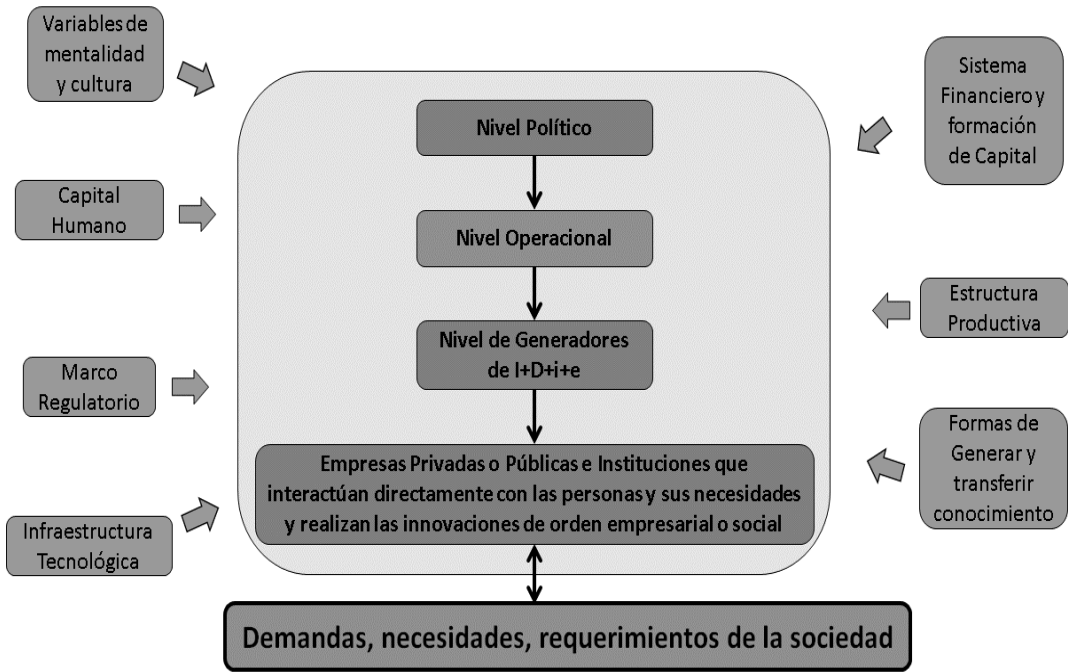 Variables de
mentalidad
y cultura
Capital
Humano
Marco
Regulatorio
Infraestructura
Tecnológica
Nivel Político
Nivel Operacional
Nivel de Generadores
de I+D+i+e
Empresas Privadas o Públicas e Instituciones que
interactúan directamente con las personas y sus necesidades
y realizan las innovaciones de orden empresarial o social
Sistema
Financiero y
formación
de Capital
Estructura
Productiva
Formas de
Generar y
transferir
conocimiento
Demandas, necesidades, requerimientos de la sociedad